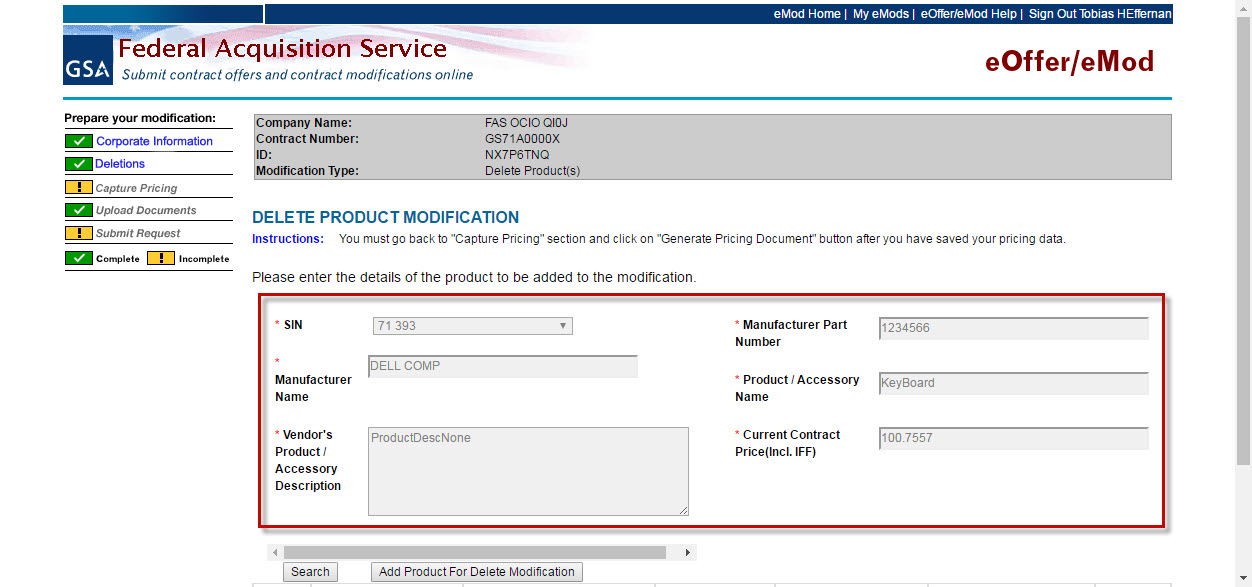 eMod Home | My eMods | eOffer/eMod Help | Sign Out Tobias HEffernan
GSA
Federal Acquisition Service
Submit contract offers and contract modifications online
eOffer/eMod
Prepare your modification:
Corporate Information
Deletions
! Capture Pricing
Upload Documents
! Submit Request
Complete ! Incomplete
Company Name: FAS OCIO QI0J
Contract Number: GS71A0000X
ID: NX7P6TNQ
Modification Type: Delete Product(s)
DELETE PRODUCT MODIFICATION
Instructions: You must go back to "Capture Pricing" section and click on "Generate Pricing Document" button after you have saved your pricing data.
Please enter the details of the product to be added to the modification.
* SIN 71 393
* Manufacturer Part
Number
1234566
*
Manufacturer
Name
DELL COMP
* Product / Accessory
Name
KeyBoard
* Vendor's
Product /
Accessory
Description
ProductDescNone
* Current Contract
Price(Incl. IFF)
100.7557
Search Add Product For Delete Modification